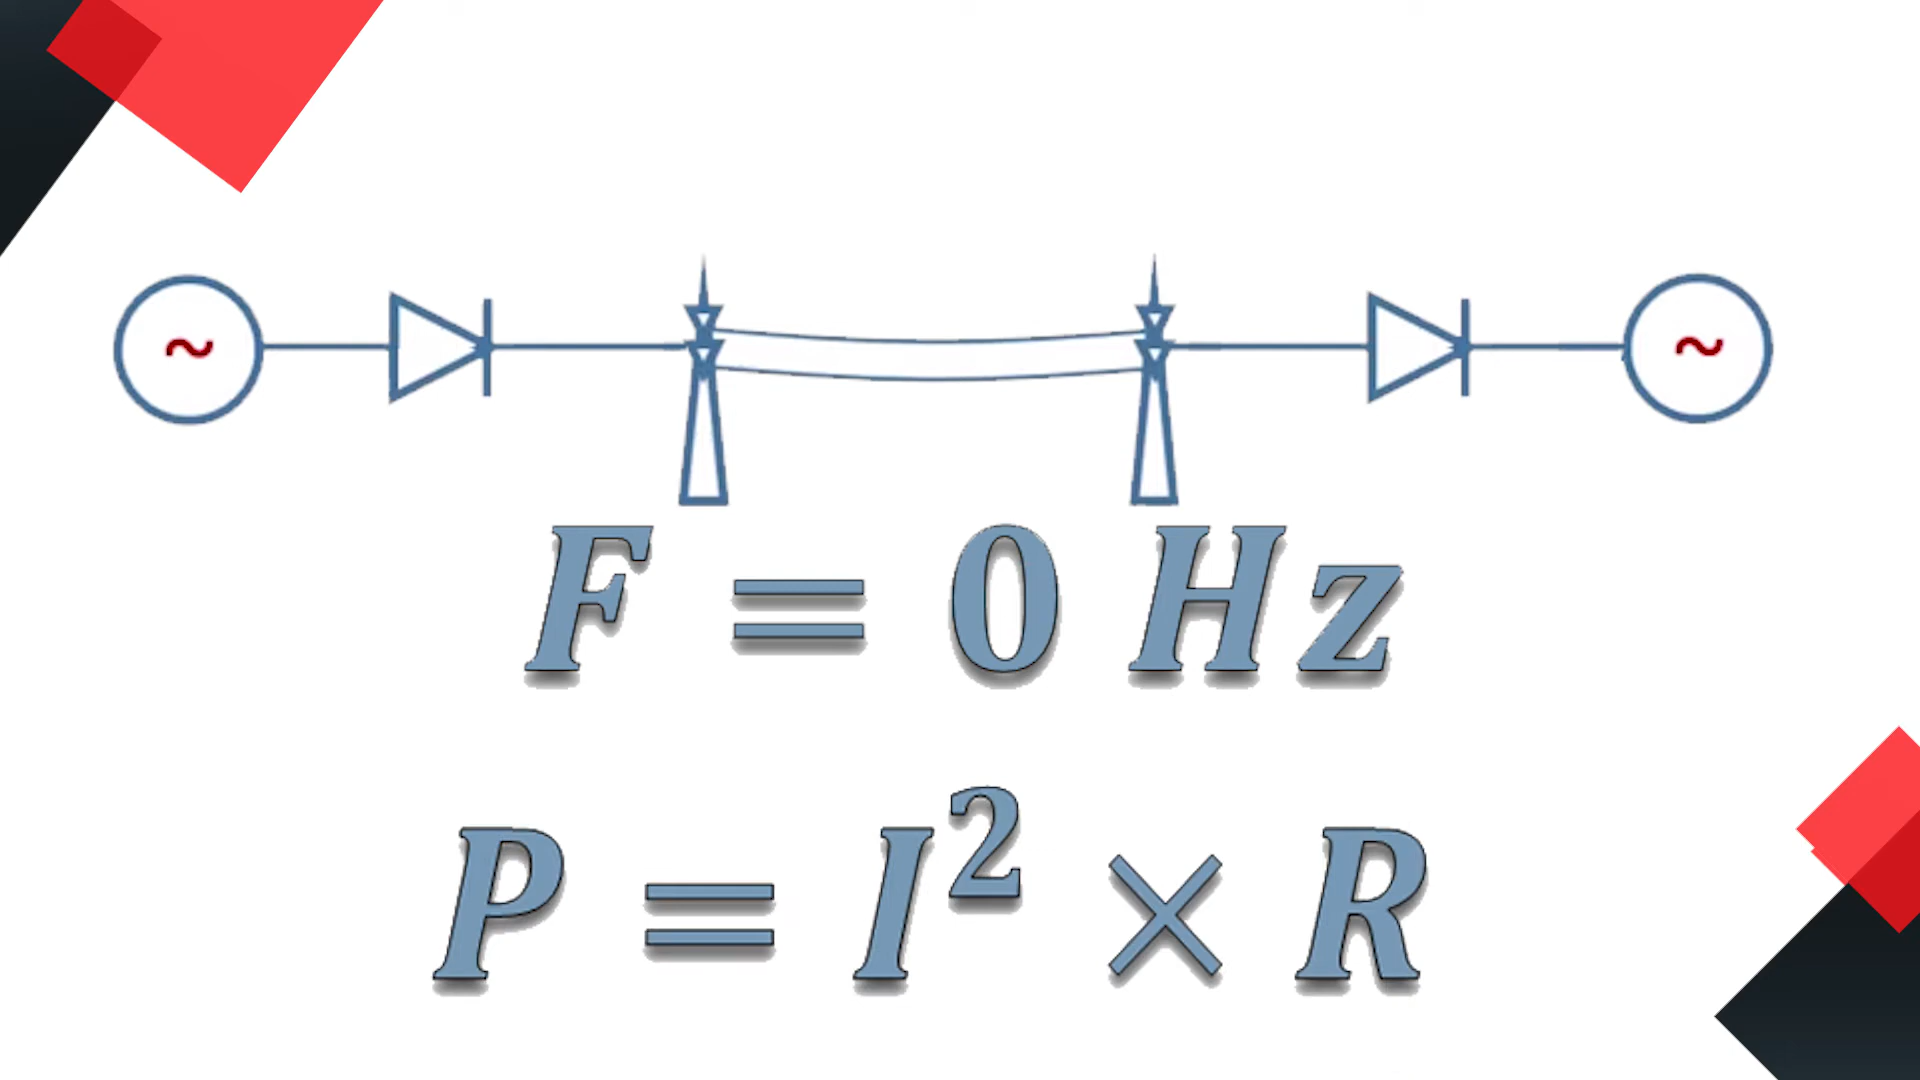 ~ ~
F = 0 Hz
P = I² × R